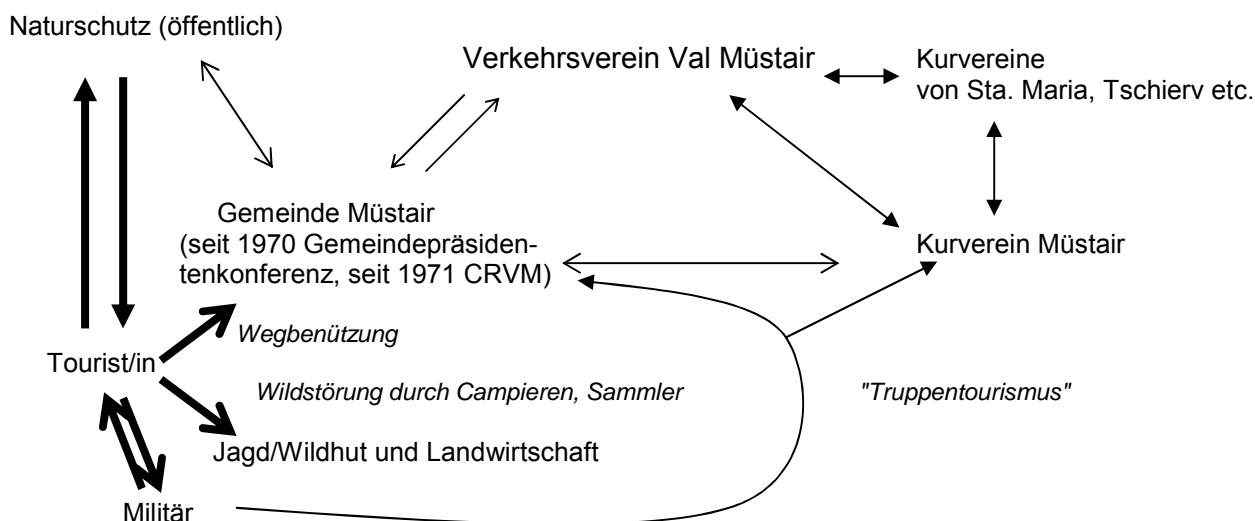 Naturschutz (öffentlich)
Verkehrsverein Val Müstair
Kurvereine
von Sta. Maria, Tschierv etc.
Gemeinde Müstair
(seit 1970 Gemeindepräsiden-
tenkonferenz, seit 1971 CRVM)
Kurverein Müstair
Wegbenützung
Tourist/in
Wildstörung durch Campieren, Sammler
"Truppentourismus"
Jagd/Wildhut und Landwirtschaft
Militär